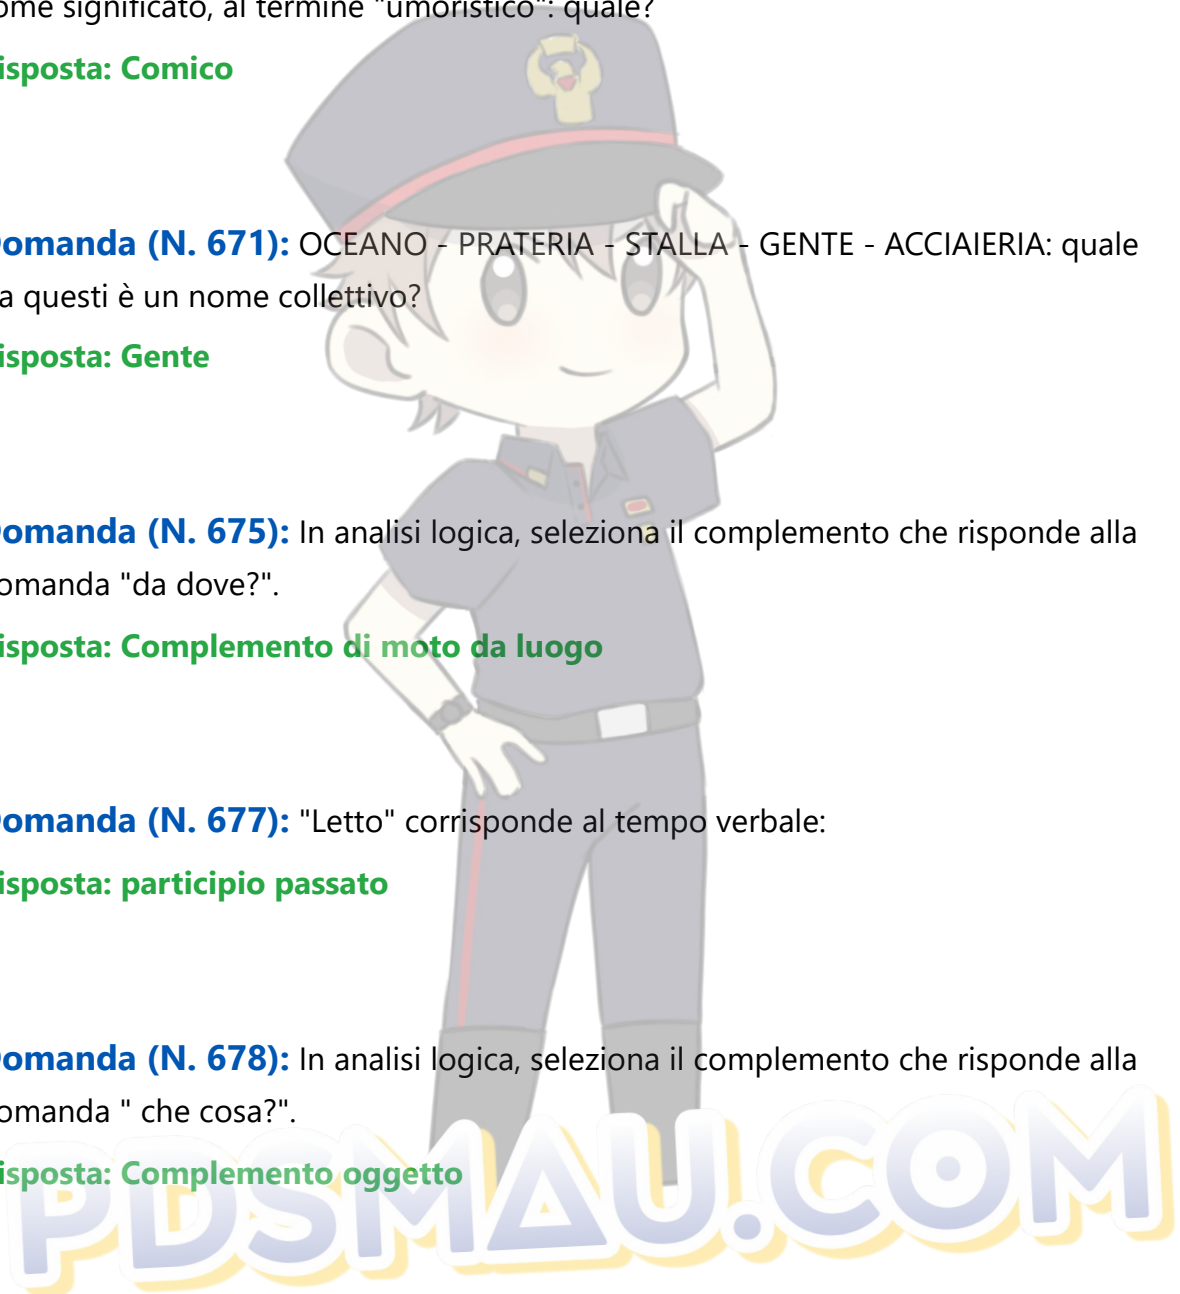 ome significato, al termine "umoristico": quale?
isposta: Comico
omanda (N. 671): OCEANO - PRATERIA - STALLA - GENTE - ACCIAIERIA: quale
a questi è un nome collettivo?
isposta: Gente
omanda (N. 675): In analisi logica, seleziona il complemento che risponde alla
omanda "da dove?".
isposta: Complemento di moto da luogo
omanda (N. 677): "Letto" corrisponde al tempo verbale:
isposta: participio passato
omanda (N. 678): In analisi logica, seleziona il complemento che risponde alla
omanda " che cosa?".
isposta: Complemento oggetto
PDSMAU.COM